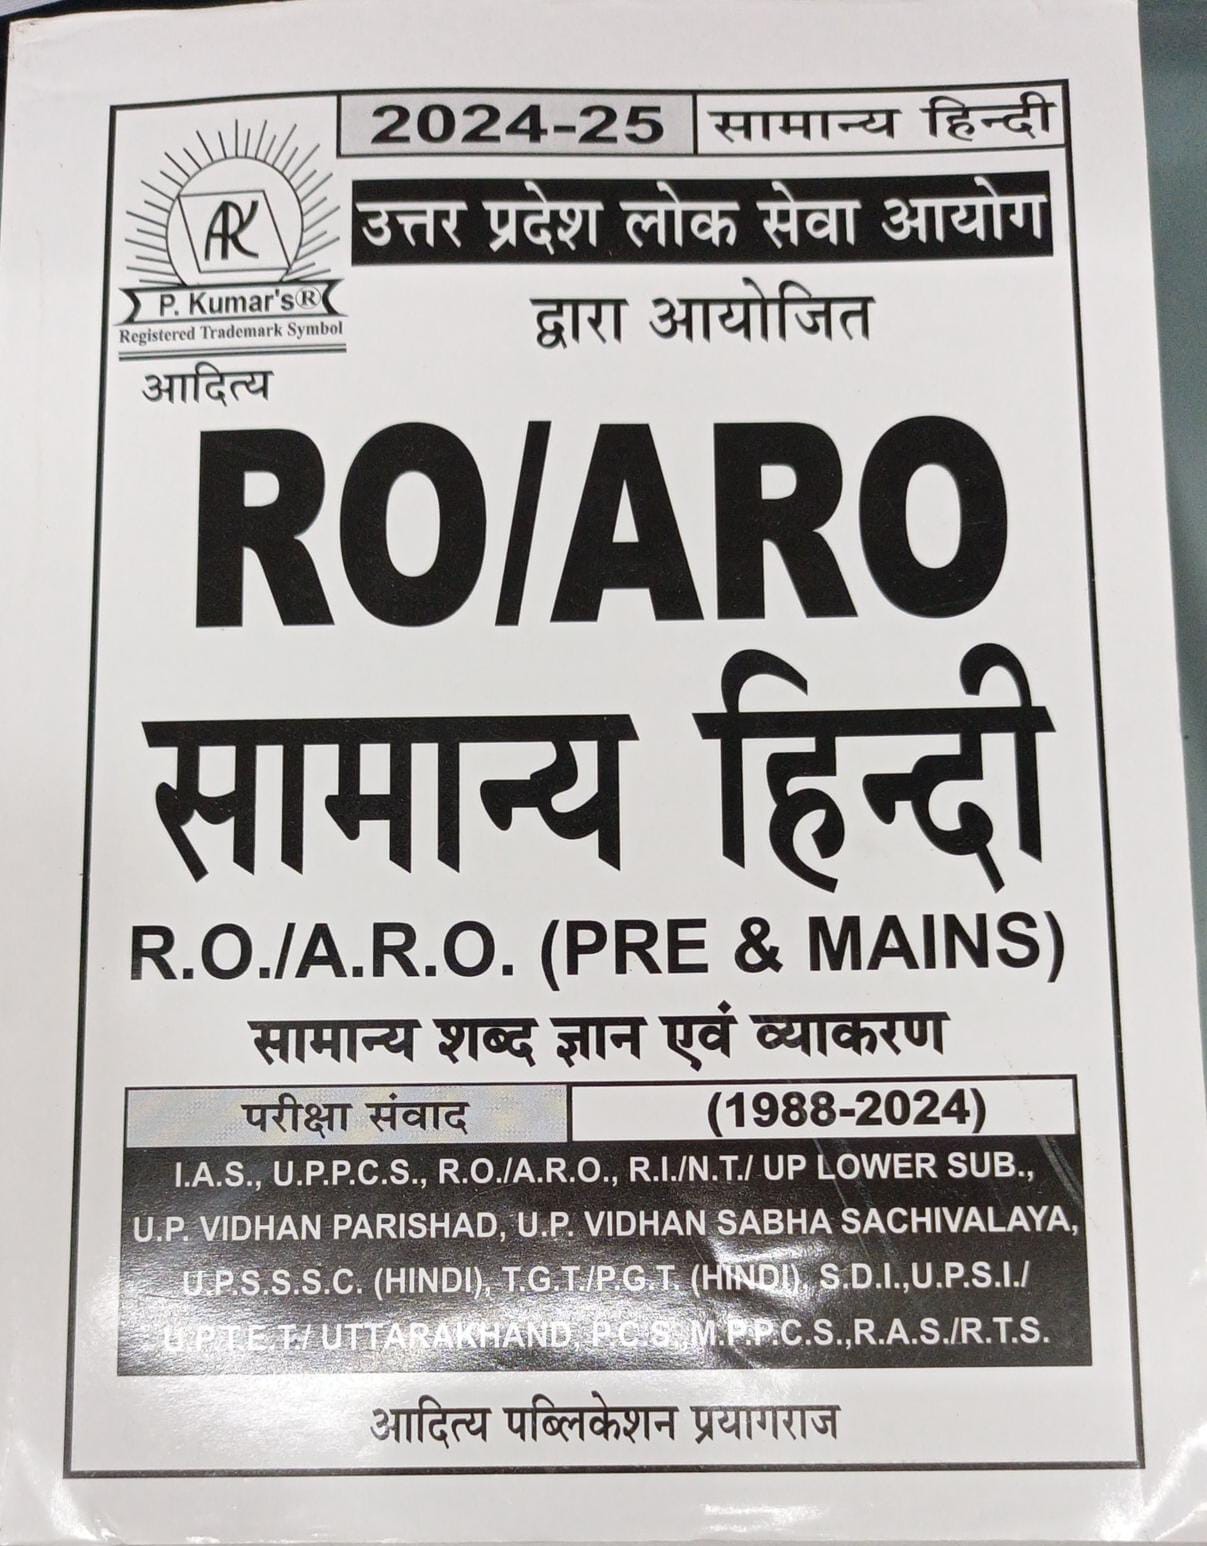 2024-25 सामान्य हिन्दी
उत्तर प्रदेश लोक सेवा आयोग
द्वारा आयोजित
APK
P. Kumar's®
Registered Trademark Symbol
आदित्य
RO/ARO
सामान्य हिन्दी
R.O./A.R.O. (PRE & MAINS)
सामान्य शब्द ज्ञान एवं व्याकरण
परीक्षा संवाद (1988-2024)
I.A.S., U.P.P.C.S., R.O./A.R.O., R.I./N.T./ UP LOWER SUB.,
U.P. VIDHAN PARISHAD, U.P. VIDHAN SABHA SACHIVALAYA,
U.P.S.S.S.C. (HINDI), T.G.T./P.G.T. (HINDI), S.D.I.,U.P.S.I./
U.P.T.E.T./ UTTARAKHAND, P.C.S.,M.P.P.C.S.,R.A.S./R.T.S.
आदित्य पब्लिकेशन प्रयागराज